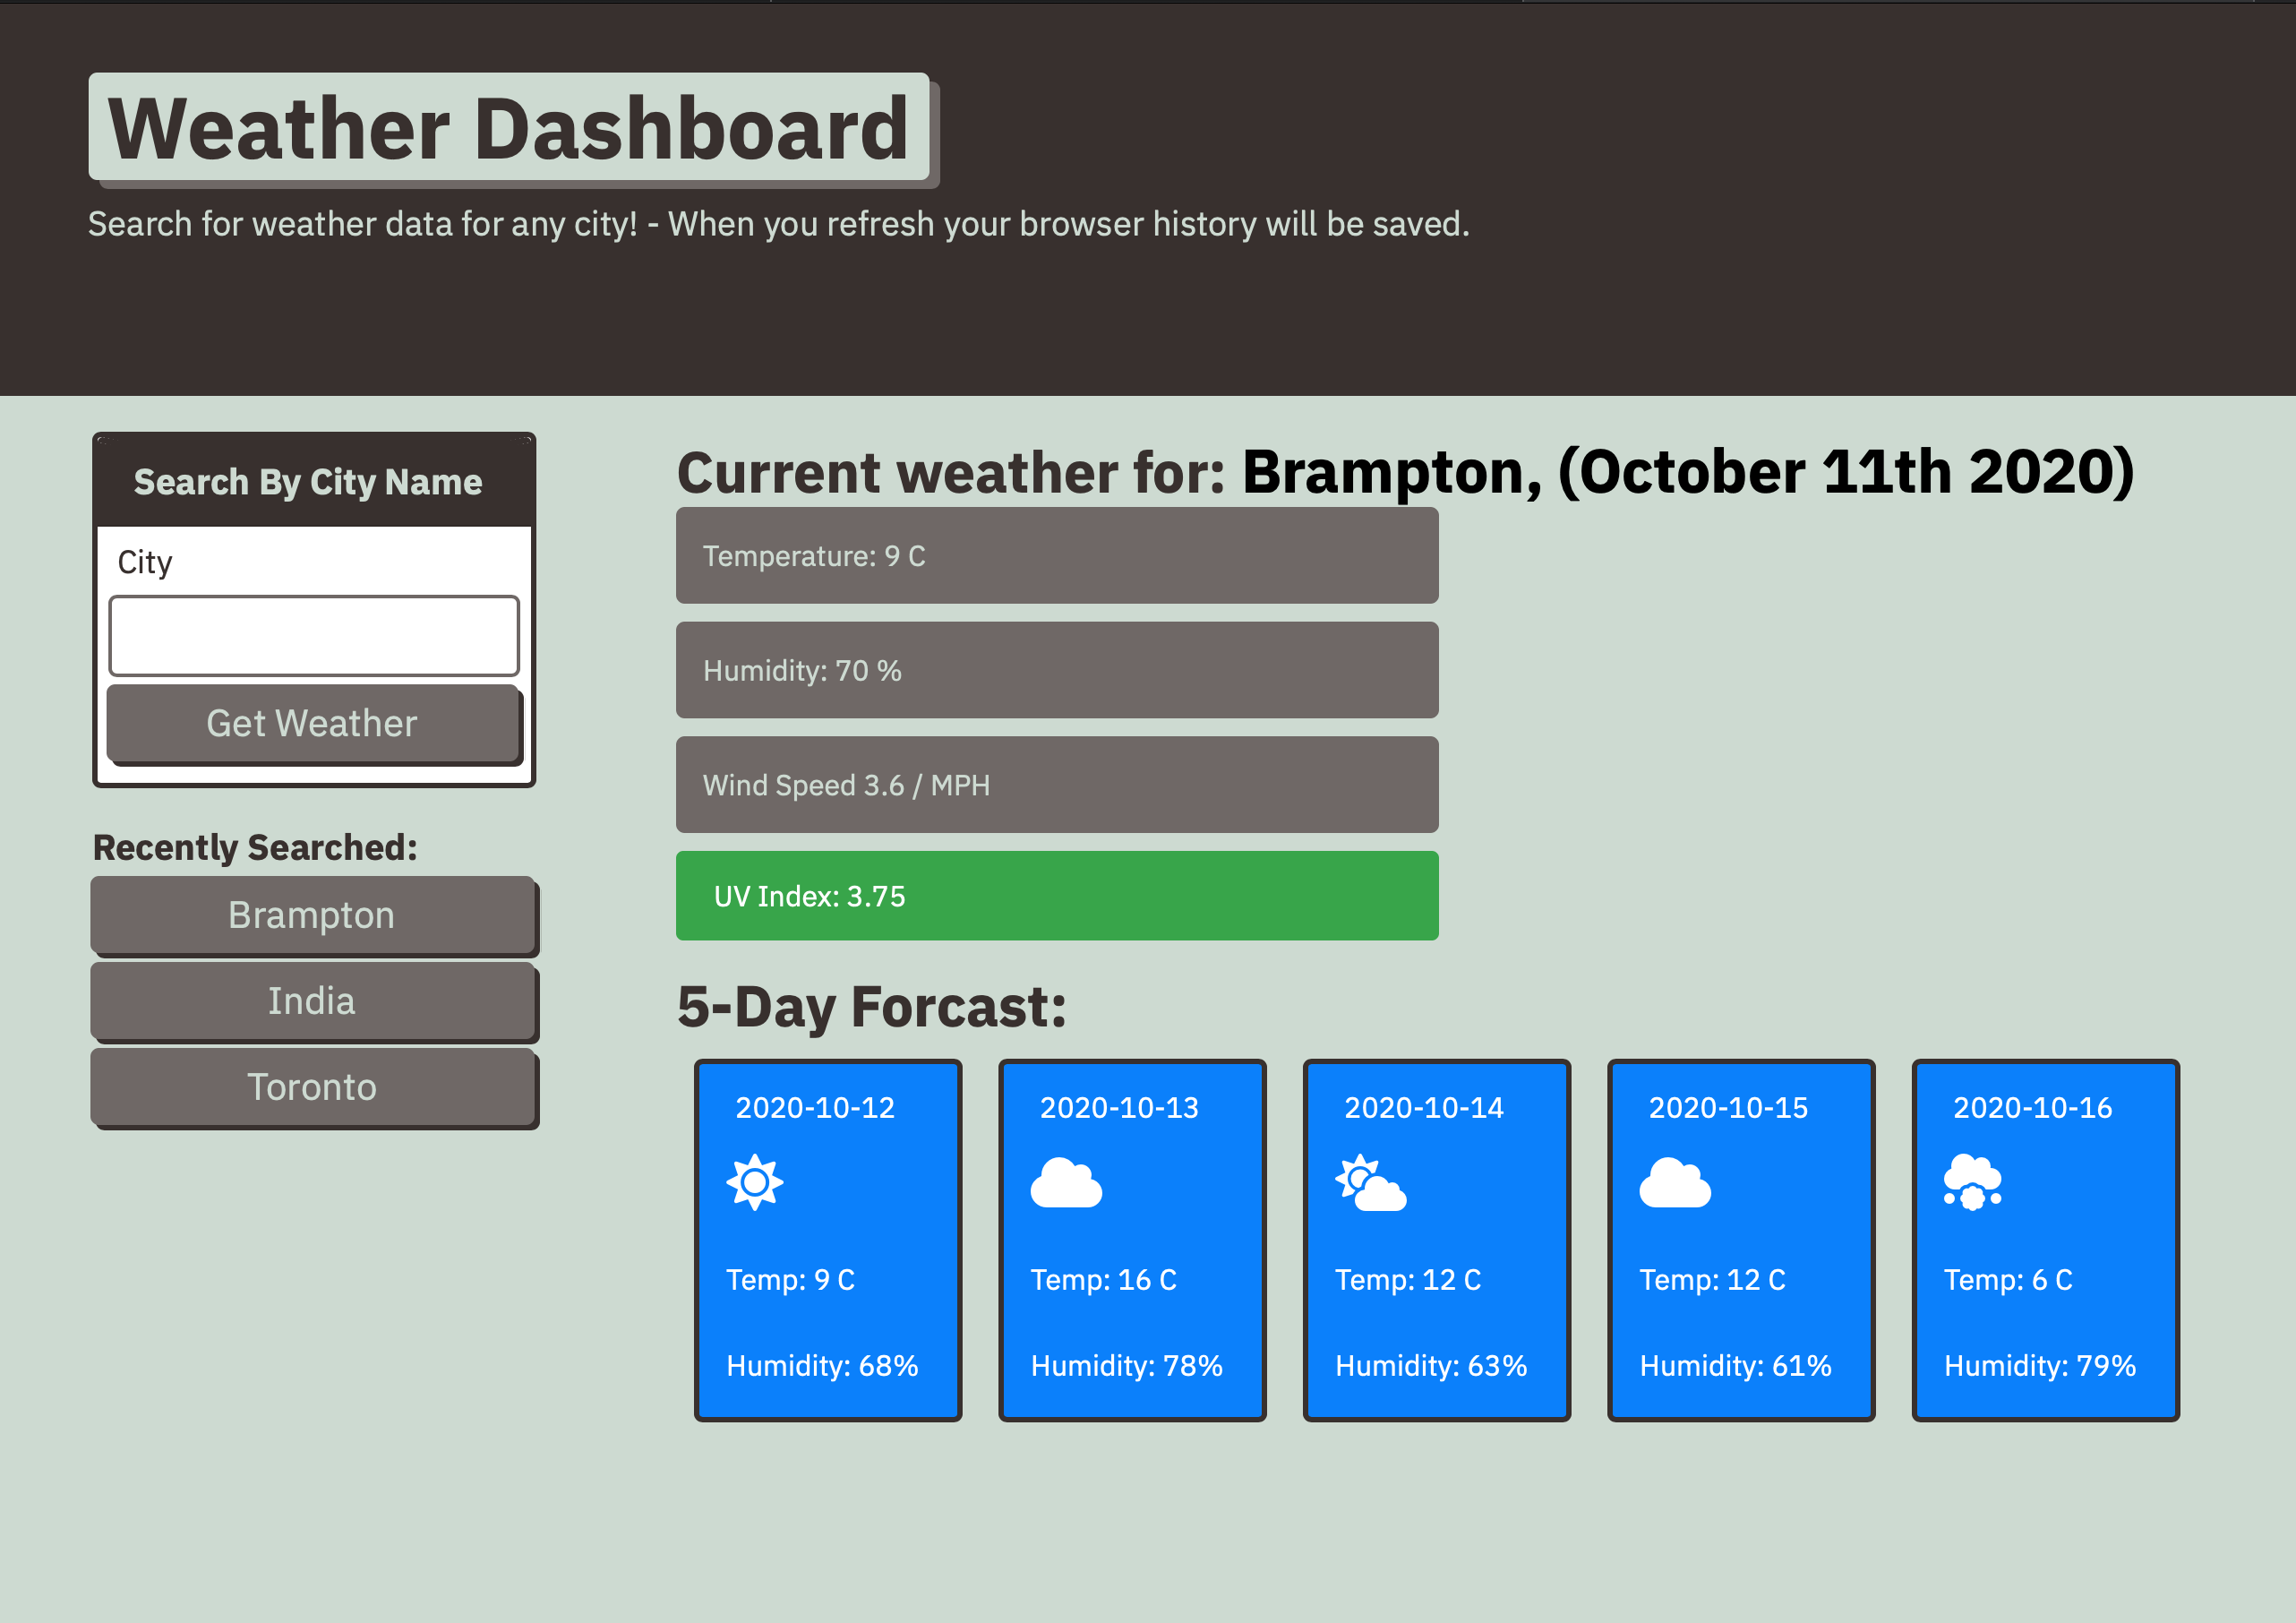 Weather Dashboard
Search for weather data for any city! - When you refresh your browser history will be saved.
Search By City Name
City
Get Weather
Recently Searched:
Brampton
India
Toronto
Current weather for: Brampton, (October 11th 2020)
Temperature: 9 C
Humidity: 70 %
Wind Speed 3.6 / MPH
UV Index: 3.75
5-Day Forcast:
2020-10-12
Temp: 9 C
Humidity: 68%
2020-10-13
Temp: 16 C
Humidity: 78%
2020-10-14
Temp: 12 C
Humidity: 63%
2020-10-15
Temp: 12 C
Humidity: 61%
2020-10-16
Temp: 6 C
Humidity: 79%